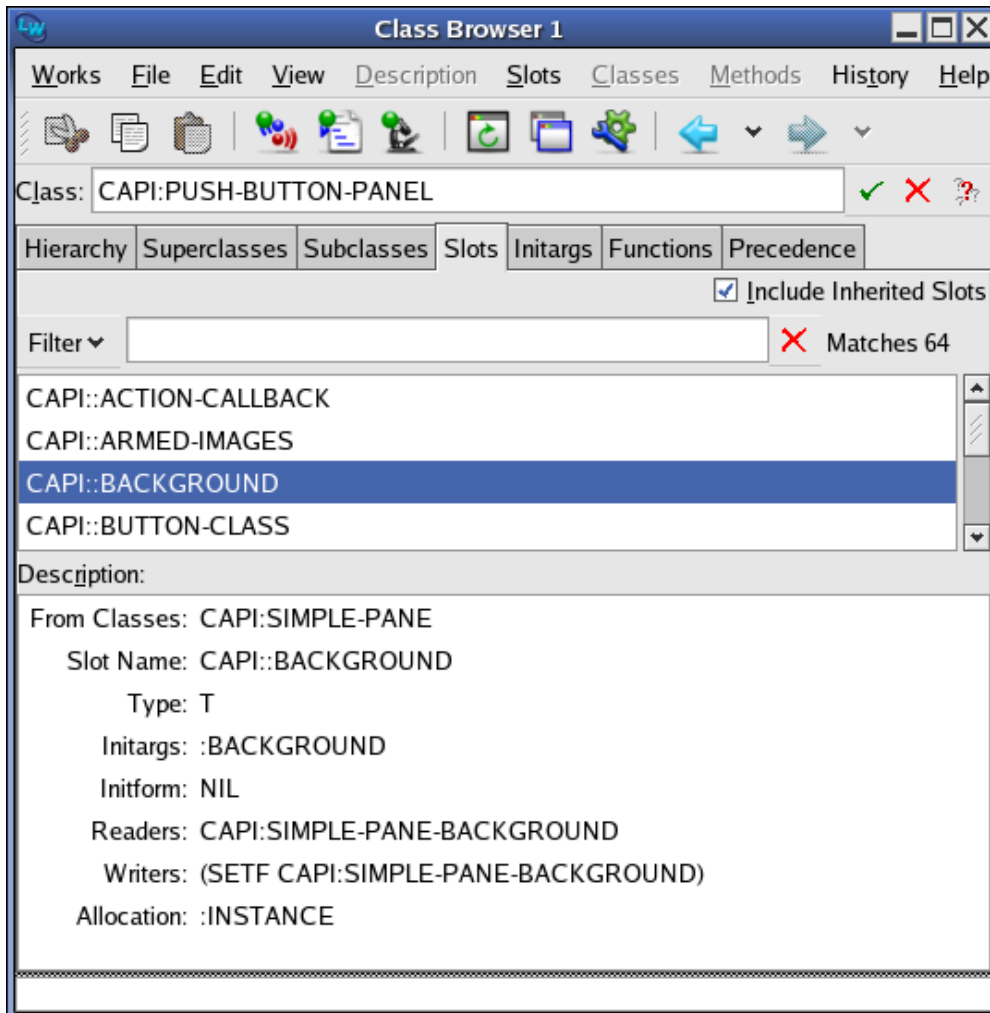 LW Class Browser 1
Works File Edit View Description Slots Classes Methods History Help
Class: CAPI:PUSH-BUTTON-PANEL
Hierarchy Superclasses Subclasses Slots Initargs Functions Precedence
Include Inherited Slots
Filter Matches 64
CAPI::ACTION-CALLBACK
CAPI::ARMED-IMAGES
CAPI::BACKGROUND
CAPI::BUTTON-CLASS
Description:
From Classes: CAPI:SIMPLE-PANE
Slot Name: CAPI::BACKGROUND
Type: T
Initargs: :BACKGROUND
Initform: NIL
Readers: CAPI:SIMPLE-PANE-BACKGROUND
Writers: (SETF CAPI:SIMPLE-PANE-BACKGROUND)
Allocation: :INSTANCE